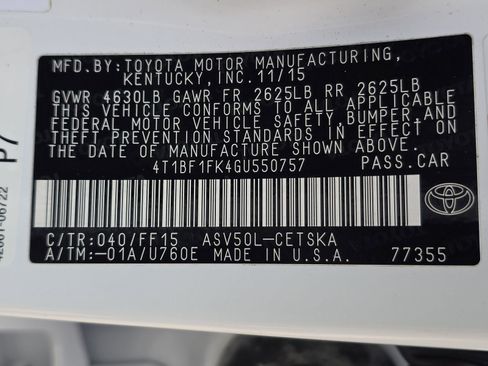 MFD.BY:TOYOTA MOTOR MANUFACTURING,
KENTUCKY,INC.11/15
GVWR 4630LB GAWR FR 2625LB RR 2625LB
THIS VEHICLE CONFORMS TO ALL APPLICABLE
FEDERAL MOTOR VEHICLE SAFETY, BUMPER, AND
THEFT PREVENTION STANDARDS IN EFFECT ON
THE DATE OF MANUFACTURE SHOWN ABOVE.
4T1BF1FK4GU550757 PASS.CAR
C/TR:040/FF15 ASV50L-CETSKA
A/TM:-01A/U760E MADE IN U.S.A. 77355
P7